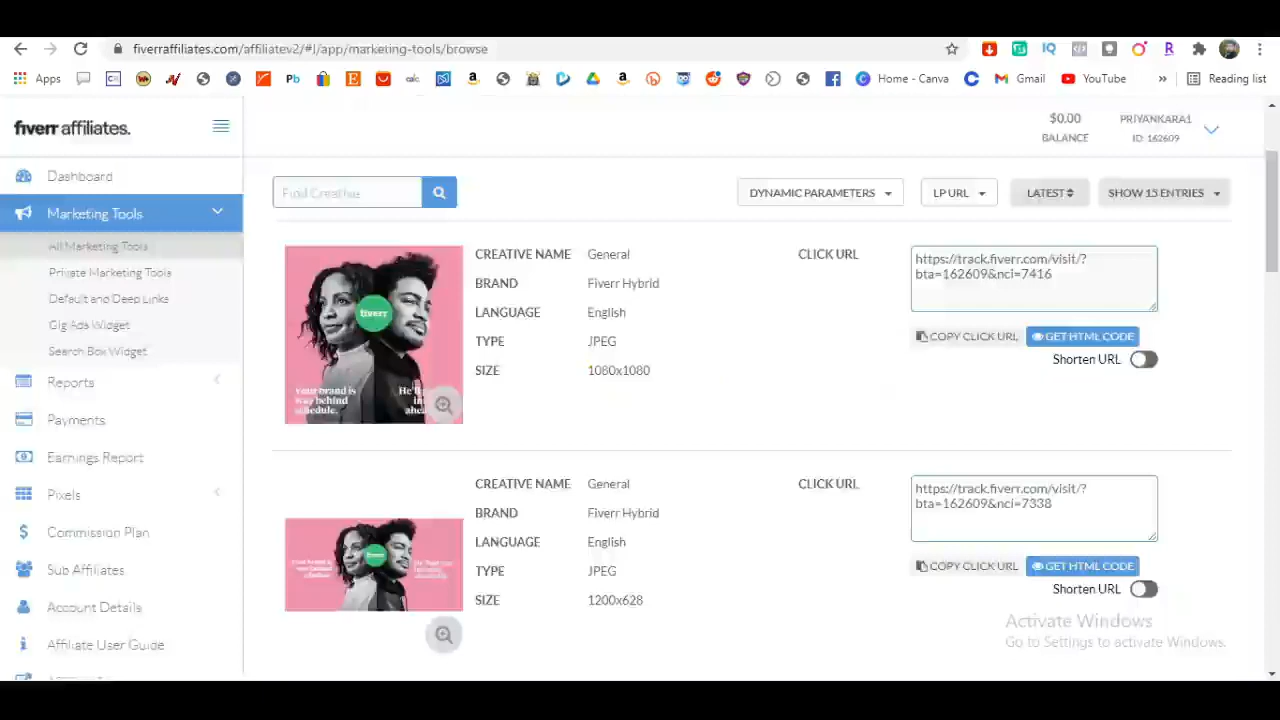 fiverraffiliates.com/affiliatev2/#!/app/marketing-tools/browse
Apps
Home - Canva
Gmail
YouTube
»
Reading list
fiverr affiliates.
$0.00
BALANCE
PRIYANKARA1
ID: 162609
Dashboard
Marketing Tools
All Marketing Tools
Private Marketing Tools
Default and Deep Links
Gig Ads Widget
Search Box Widget
Reports
Payments
Earnings Report
Pixels
Commission Plan
Sub Affiliates
Account Details
Affiliate User Guide
Find Creative
DYNAMIC PARAMETERS
LP URL
LATEST
SHOW 15 ENTRIES
fiverr
Your brand is
way behind
schedule.
CREATIVE NAME General
BRAND Fiverr Hybrid
LANGUAGE English
TYPE JPEG
SIZE 1080x1080
CLICK URL
https://track.fiverr.com/visit/?
bta=162609&nci=7416
COPY CLICK URL
GET HTML CODE
Shorten URL
CREATIVE NAME General
BRAND Fiverr Hybrid
LANGUAGE English
TYPE JPEG
SIZE 1200x628
CLICK URL
https://track.fiverr.com/visit/?
bta=162609&nci=7338
COPY CLICK URL
GET HTML CODE
Shorten URL
Activate Windows
Go to Settings to activate Windows.